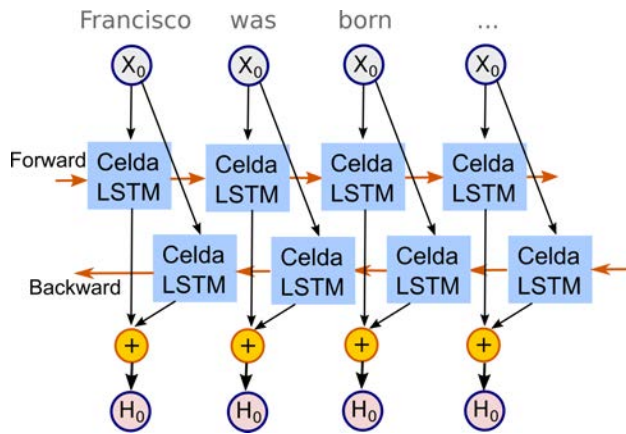 Francisco was born ...
X0 X0 X0 X0
Forward
Celda LSTM Celda LSTM Celda LSTM Celda LSTM
Celda LSTM Celda LSTM Celda LSTM Celda LSTM
Backward
+ + + +
H0 H0 H0 H0